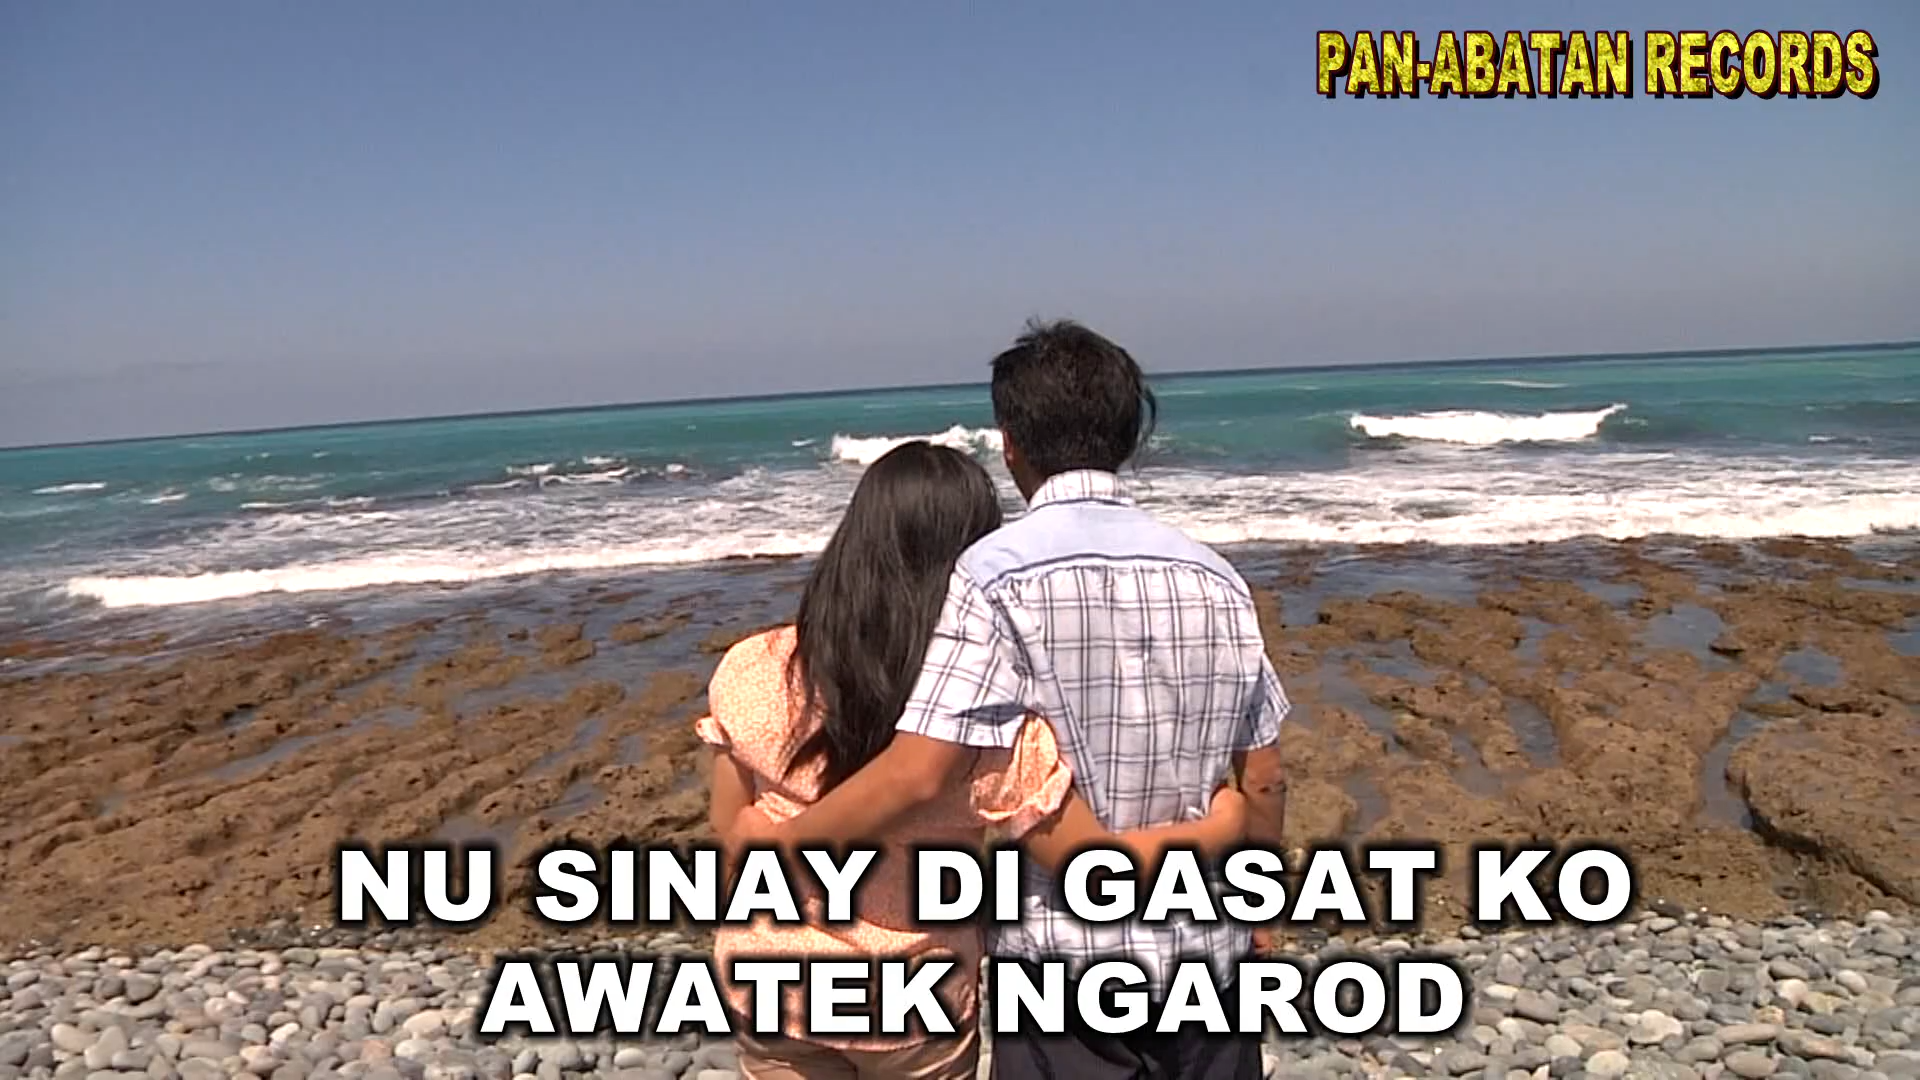 PAN-ABATAN RECORDS
NU SINAY DI GASAT KO
AWATEK NGAROD